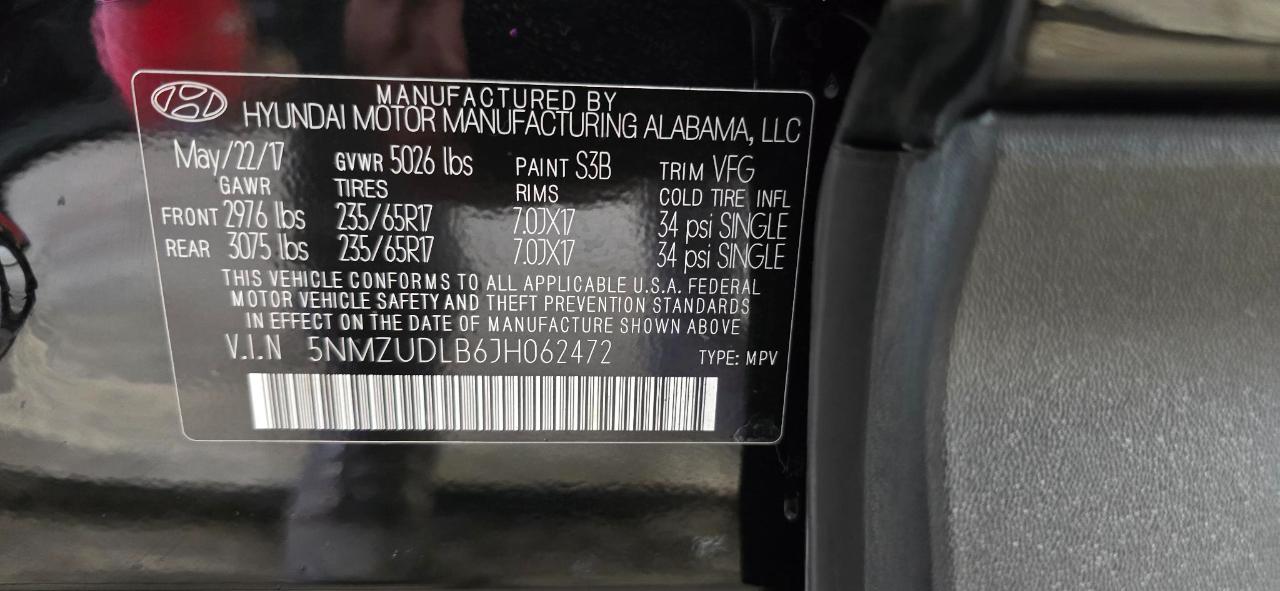 MANUFACTURED BY
HYUNDAI MOTOR MANUFACTURING ALABAMA, LLC
May/22/17 GVWR 5026 lbs PAINT S3B TRIM VFG
GAWR TIRES RIMS COLD TIRE INFL
FRONT 2976 lbs 235/65R17 7.0JX17 34 psi SINGLE
REAR 3075 lbs 235/65R17 7.0JX17 34 psi SINGLE
THIS VEHICLE CONFORMS TO ALL APPLICABLE U.S.A. FEDERAL
MOTOR VEHICLE SAFETY AND THEFT PREVENTION STANDARDS
IN EFFECT ON THE DATE OF MANUFACTURE SHOWN ABOVE
V.I.N 5NMZUDLB6JH062472 TYPE: MPV